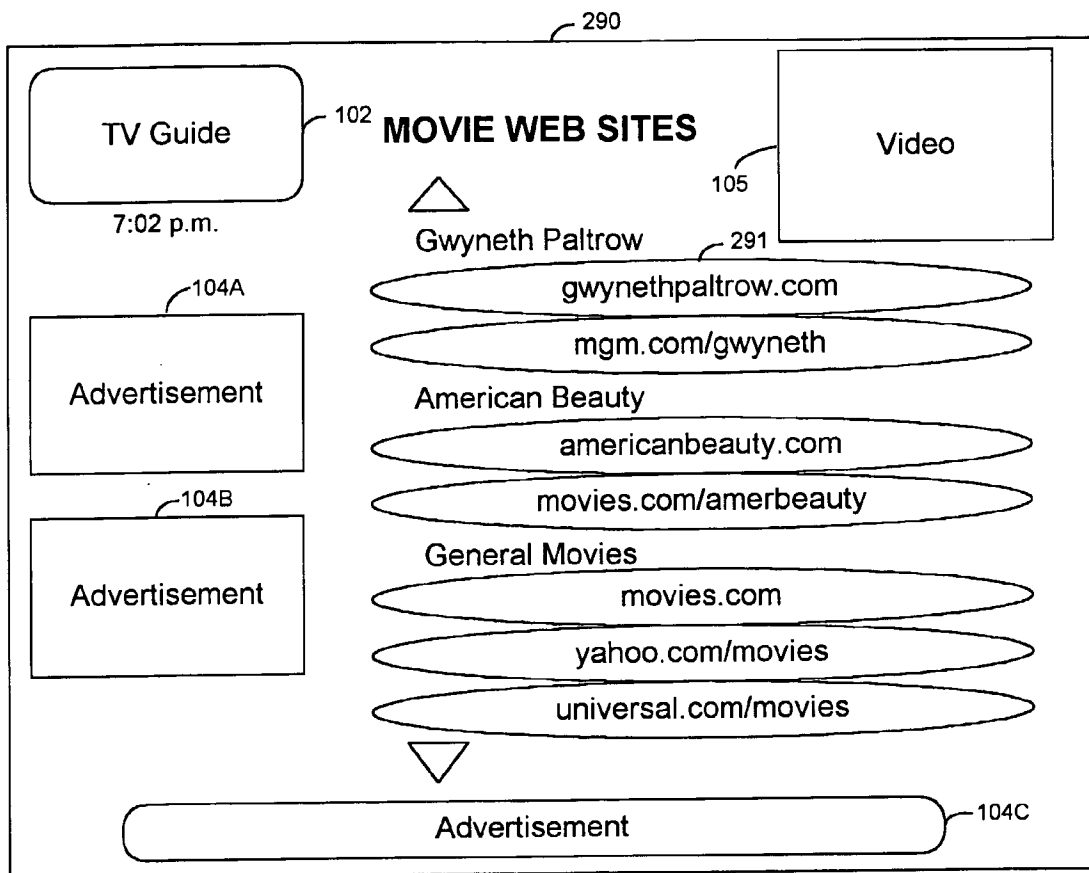 290
TV Guide
102
MOVIE WEB SITES
Video
105
7:02 p.m.
Gwyneth Paltrow
291
gwynethpaltrow.com
mgm.com/gwyneth
104A
Advertisement
American Beauty
americanbeauty.com
movies.com/amerbeauty
104B
Advertisement
General Movies
movies.com
yahoo.com/movies
universal.com/movies
Advertisement
104C